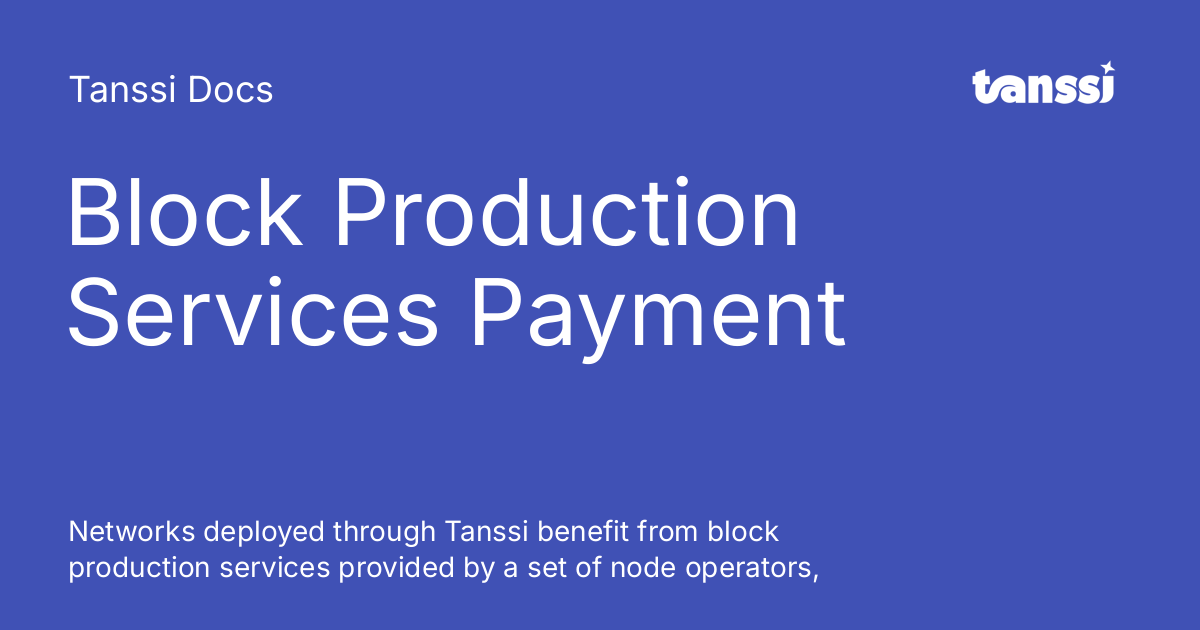 Tanssi Docs
tanssi
Block Production
Services Payment
Networks deployed through Tanssi benefit from block
production services provided by a set of node operators,